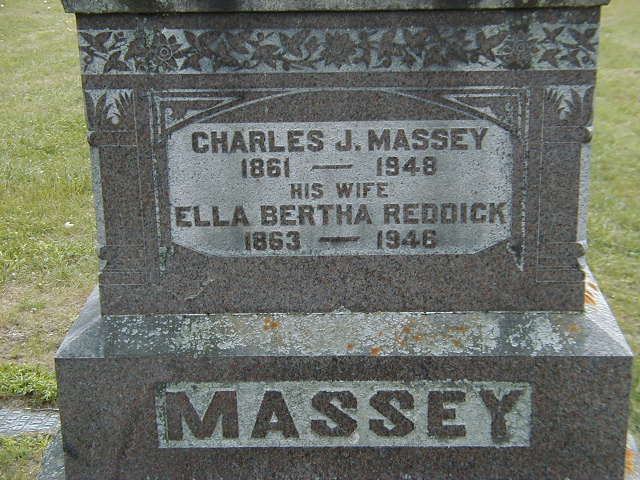 CHARLES J. MASSEY
1861 — 1948
HIS WIFE
ELLA BERTHA REDDICK
1863 — 1946
MASSEY